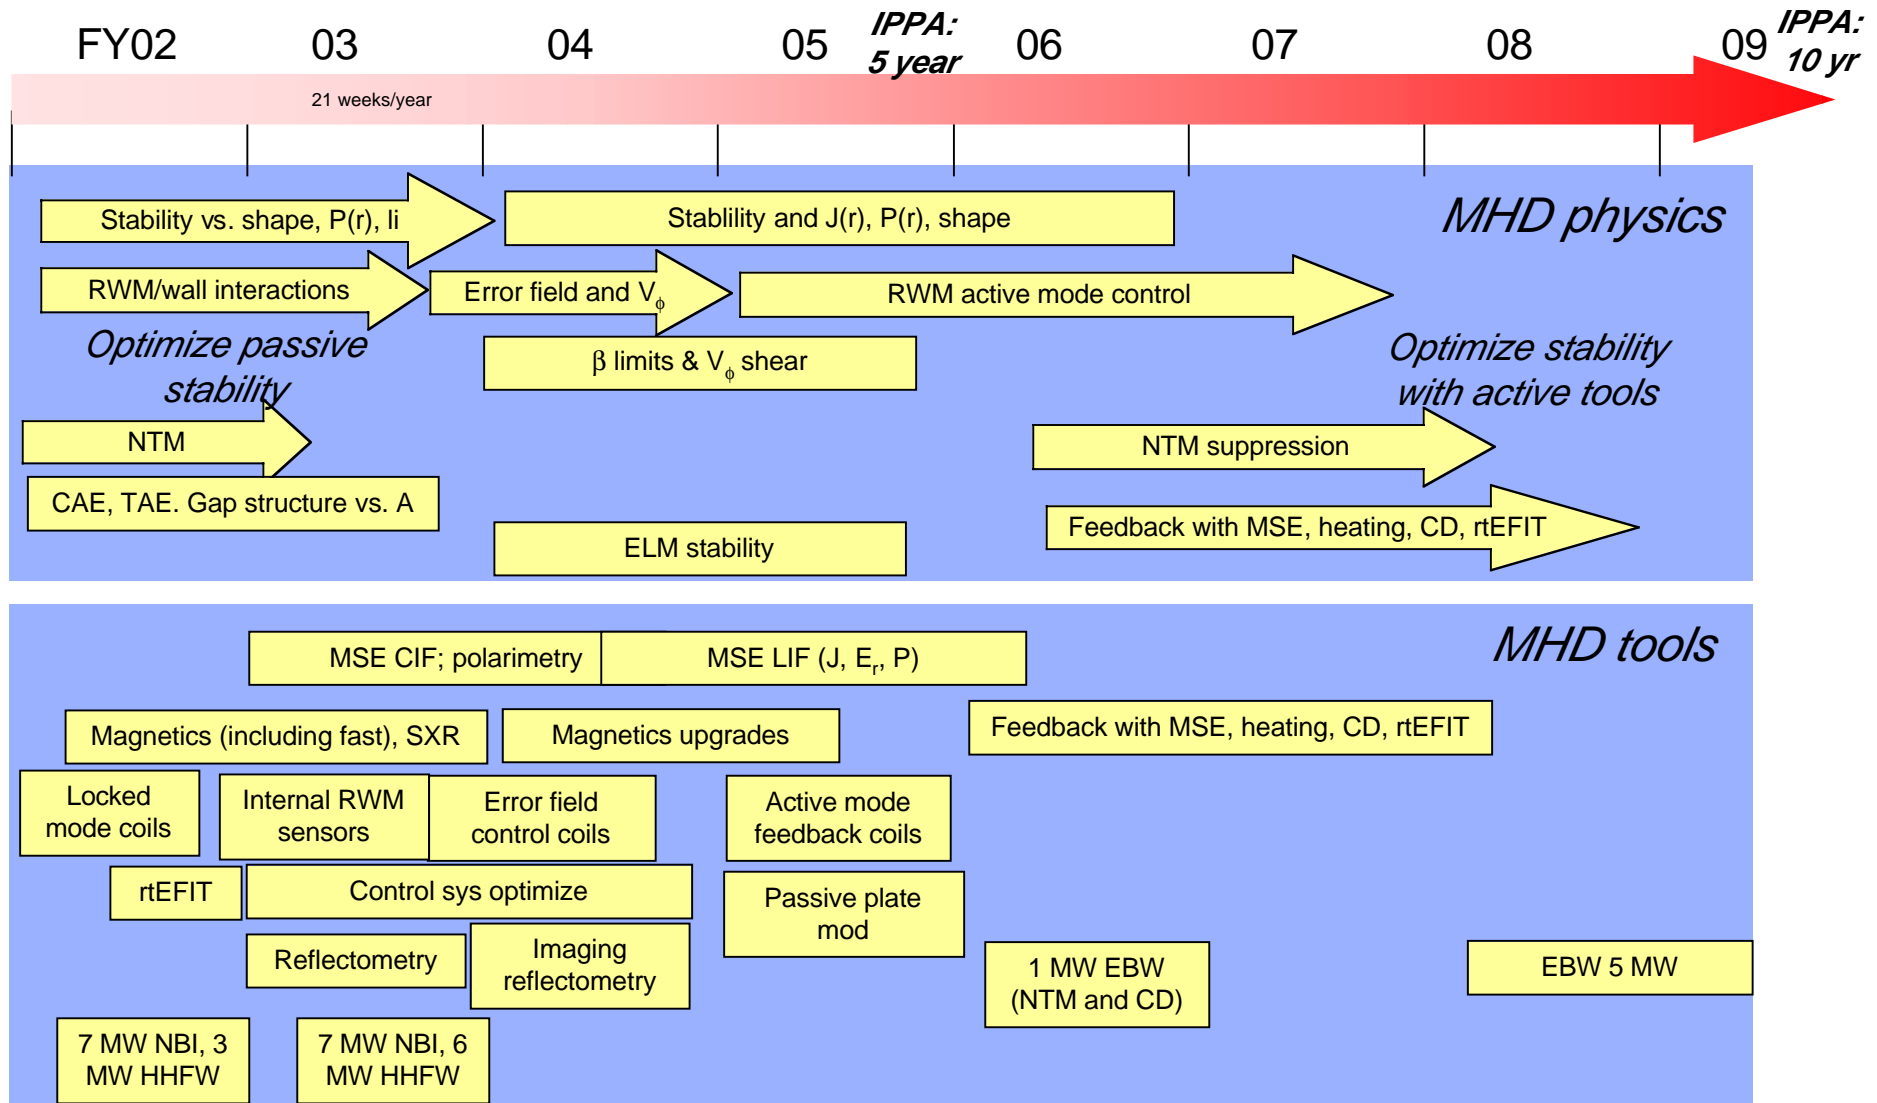 FY02 03 04 05 IPPA: 5 year 06 07 08 09 IPPA: 10 yr
21 weeks/year
MHD physics
Stability vs. shape, P(r), li
Stablility and J(r), P(r), shape
RWM/wall interactions
Error field and Vϕ
RWM active mode control
Optimize passive
stability
β limits & Vϕ shear
Optimize stability
with active tools
NTM
NTM suppression
CAE, TAE. Gap structure vs. A
ELM stability
Feedback with MSE, heating, CD, rtEFIT
MHD tools
MSE CIF; polarimetry
MSE LIF (J, Er, P)
Magnetics (including fast), SXR
Magnetics upgrades
Feedback with MSE, heating, CD, rtEFIT
Locked
mode coils
Internal RWM
sensors
Error field
control coils
Active mode
feedback coils
rtEFIT
Control sys optimize
Passive plate
mod
Reflectometry
Imaging
reflectometry
1 MW EBW
(NTM and CD)
EBW 5 MW
7 MW NBI, 3
MW HHFW
7 MW NBI, 6
MW HHFW